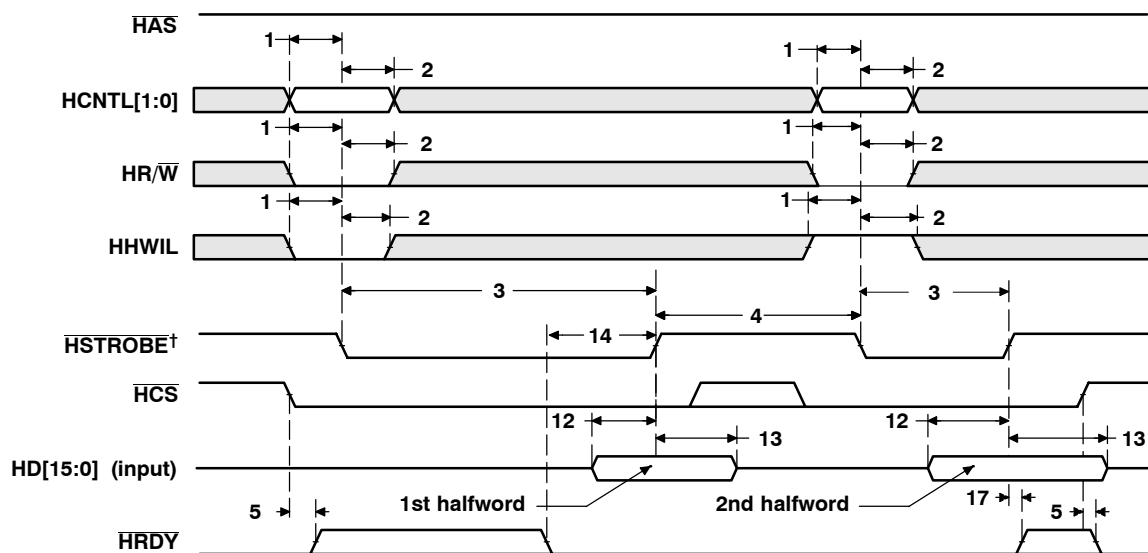 HAS
1
1
2
2
HCNTL[1:0]
1
1
2
2
HR/W
1
1
2
2
HHWIL
3
3
4
14
HSTROBE†
HCS
12
12
13
13
HD[15:0] (input)
1st halfword
2nd halfword
17
5
5
HRDY